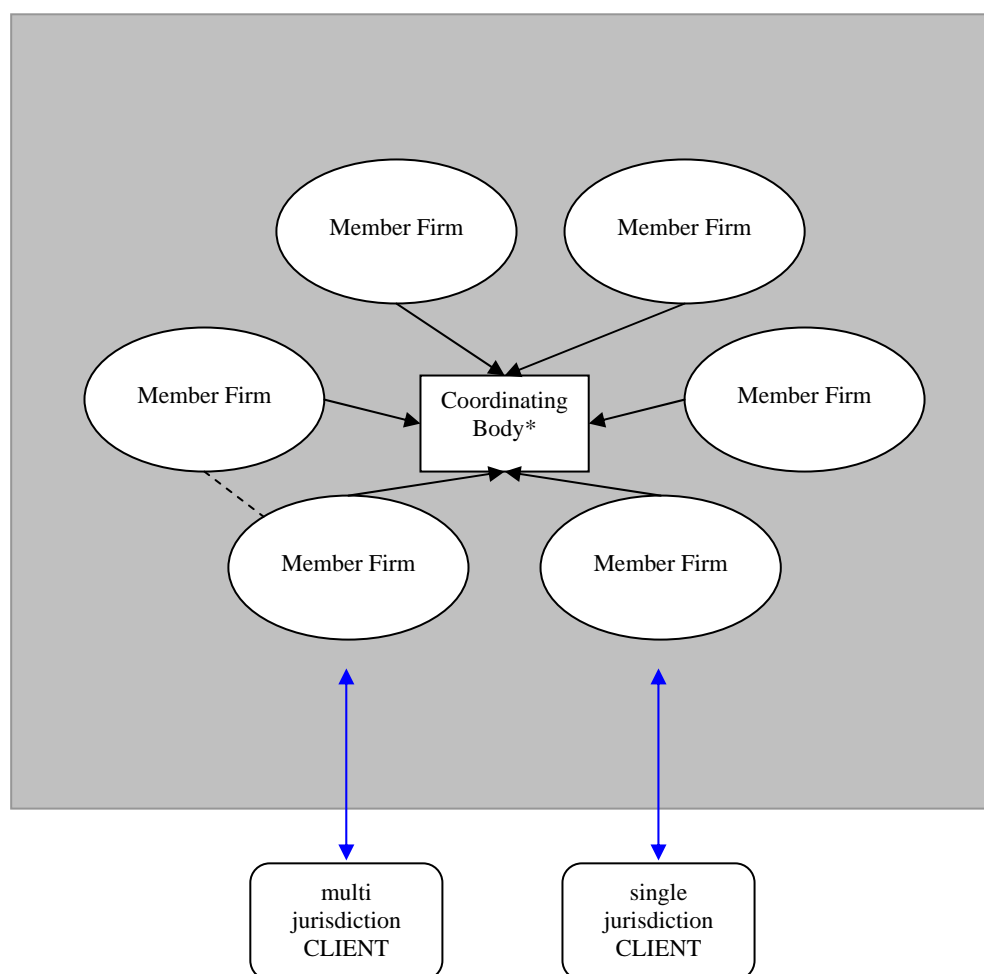 Member Firm
Member Firm
Member Firm
Coordinating
Body*
Member Firm
Member Firm
Member Firm
multi
jurisdiction
CLIENT
single
jurisdiction
CLIENT